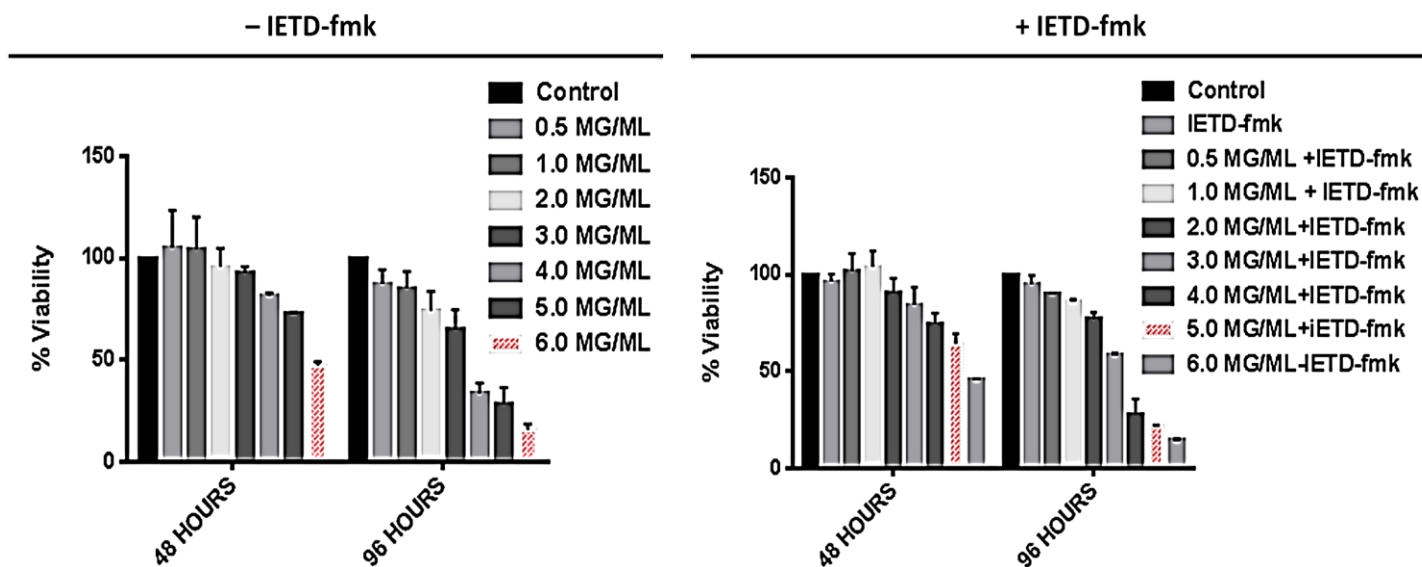 – IETD-fmk
Control
0.5 MG/ML
1.0 MG/ML
2.0 MG/ML
3.0 MG/ML
4.0 MG/ML
5.0 MG/ML
6.0 MG/ML
150
100
50
0
% Viability
48 HOURS
96 HOURS
+ IETD-fmk
Control
IETD-fmk
0.5 MG/ML +IETD-fmk
1.0 MG/ML + IETD-fmk
2.0 MG/ML+IETD-fmk
3.0 MG/ML+IETD-fmk
4.0 MG/ML+IETD-fmk
5.0 MG/ML+iETD-fmk
6.0 MG/ML-IETD-fmk
150
100
50
0
% Viability
48 HOURS
96 HOURS